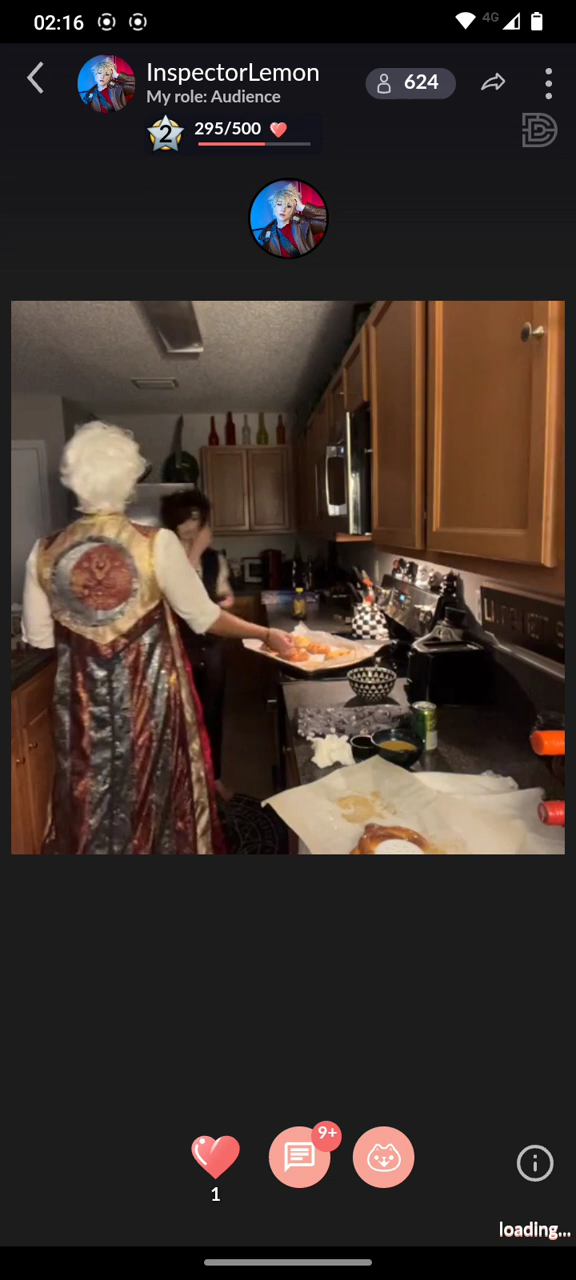 02:16
4G
InspectorLemon
My role: Audience
624
2
295/500
9+
1
loading...